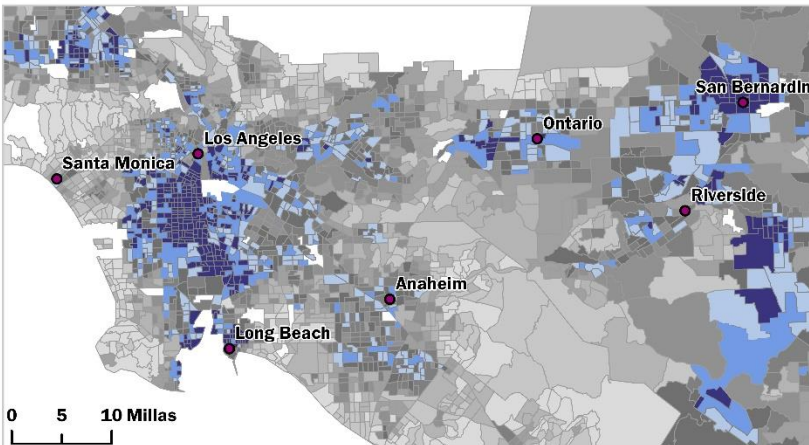 San Bernardin
Ontario
Los Angeles
Santa Monica
Riverside
Anaheim
Long Beach
0 5 10 Millas